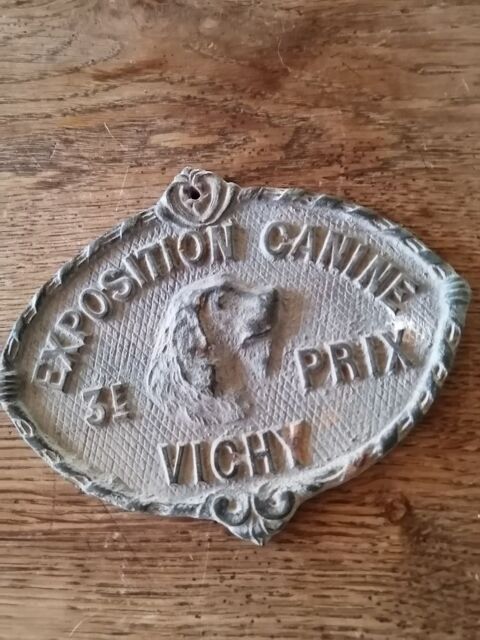 EXPOSITION CANINE
3E PRIX
VICHY